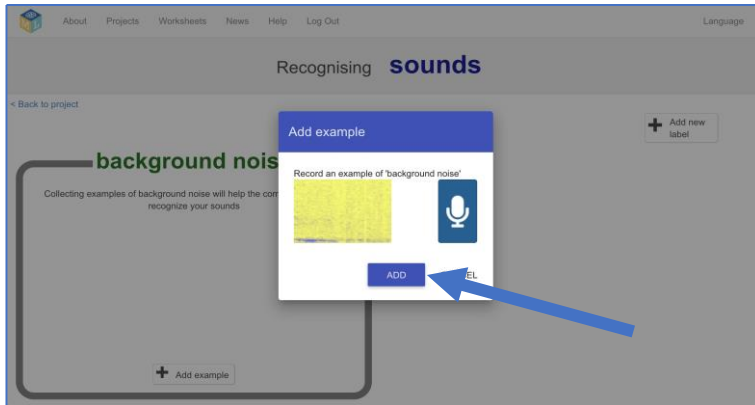 About Projects Worksheets News Help Log Out Language
Recognising sounds
< Back to project
Add new
label
background nois
Collecting examples of background noise will help the com
recognize your sounds
Add example
Record an example of 'background noise'
ADD EL
Add example